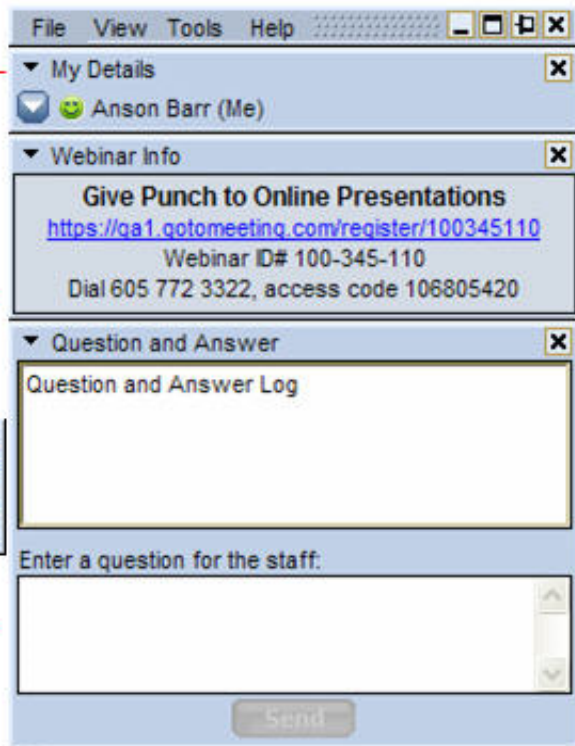 File View Tools Help
My Details
Anson Barr (Me)
Webinar Info
Give Punch to Online Presentations
https://qa1.gotomeeting.com/register/100345110
Webinar ID# 100-345-110
Dial 605 772 3322, access code 106805420
Question and Answer
Question and Answer Log
Enter a question for the staff:
Send